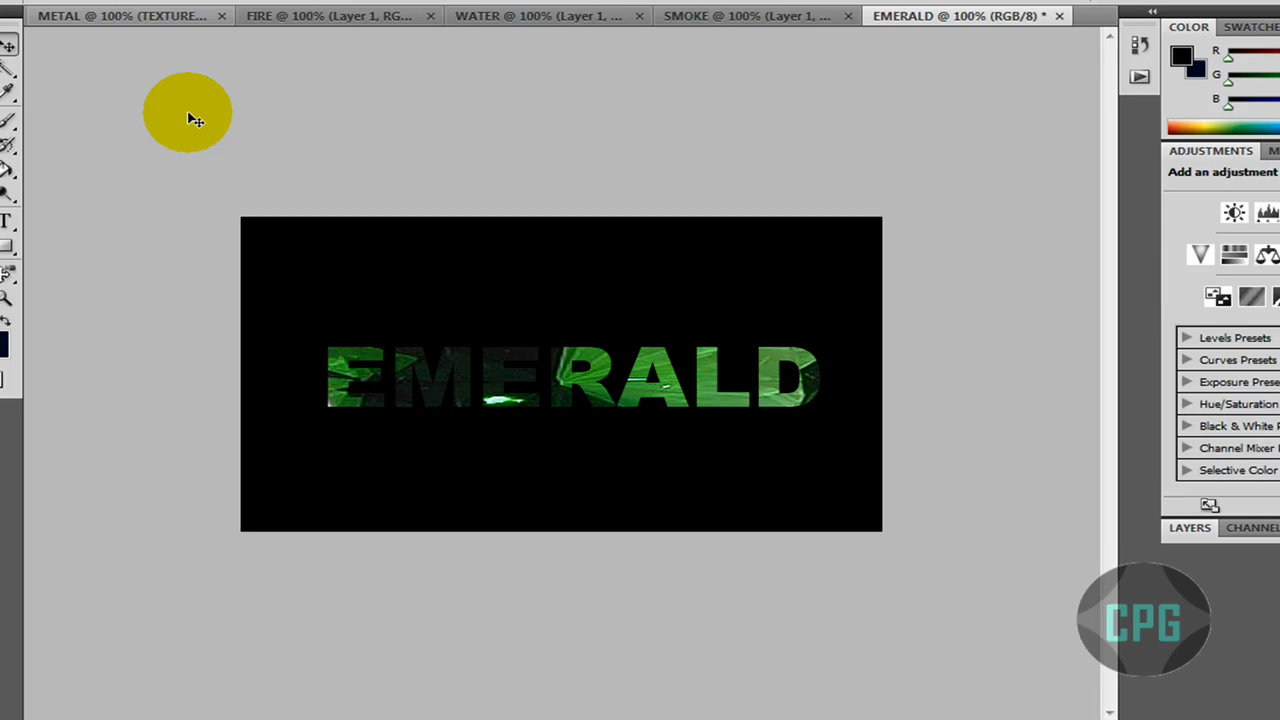 METAL @ 100% (TEXTURE... × FIRE @ 100% (Layer 1, RG... × WATER @ 100% (Layer 1, ... × SMOKE @ 100% (Layer 1, ... × EMERALD @ 100% (RGB/8) * ×
COLOR SWATCHE
R
G
B
ADJUSTMENTS M
Add an adjustment
T
EMERALD
Levels Presets
Curves Presets
Exposure Preset
Hue/Saturation
Black & White P
Channel Mixer
Selective Color
LAYERS CHANNEL
CPG